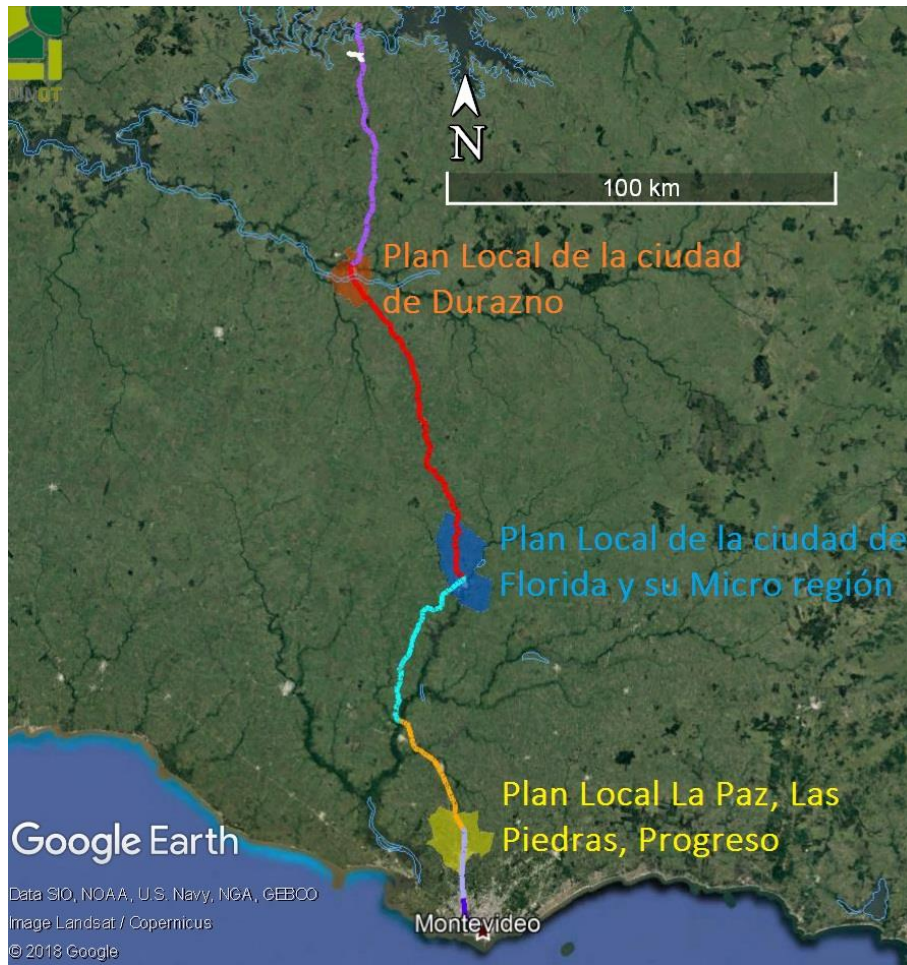 N
100 km
Plan Local de la ciudad
de Durazno
Plan Local de la ciudad de
Florida y su Micro región
Plan Local La Paz, Las
Piedras, Progreso
Google Earth
Data SIO, NOAA, U.S. Navy, NGA, GEBCO
Image Landsat / Copernicus
© 2018 Google
Montevideo